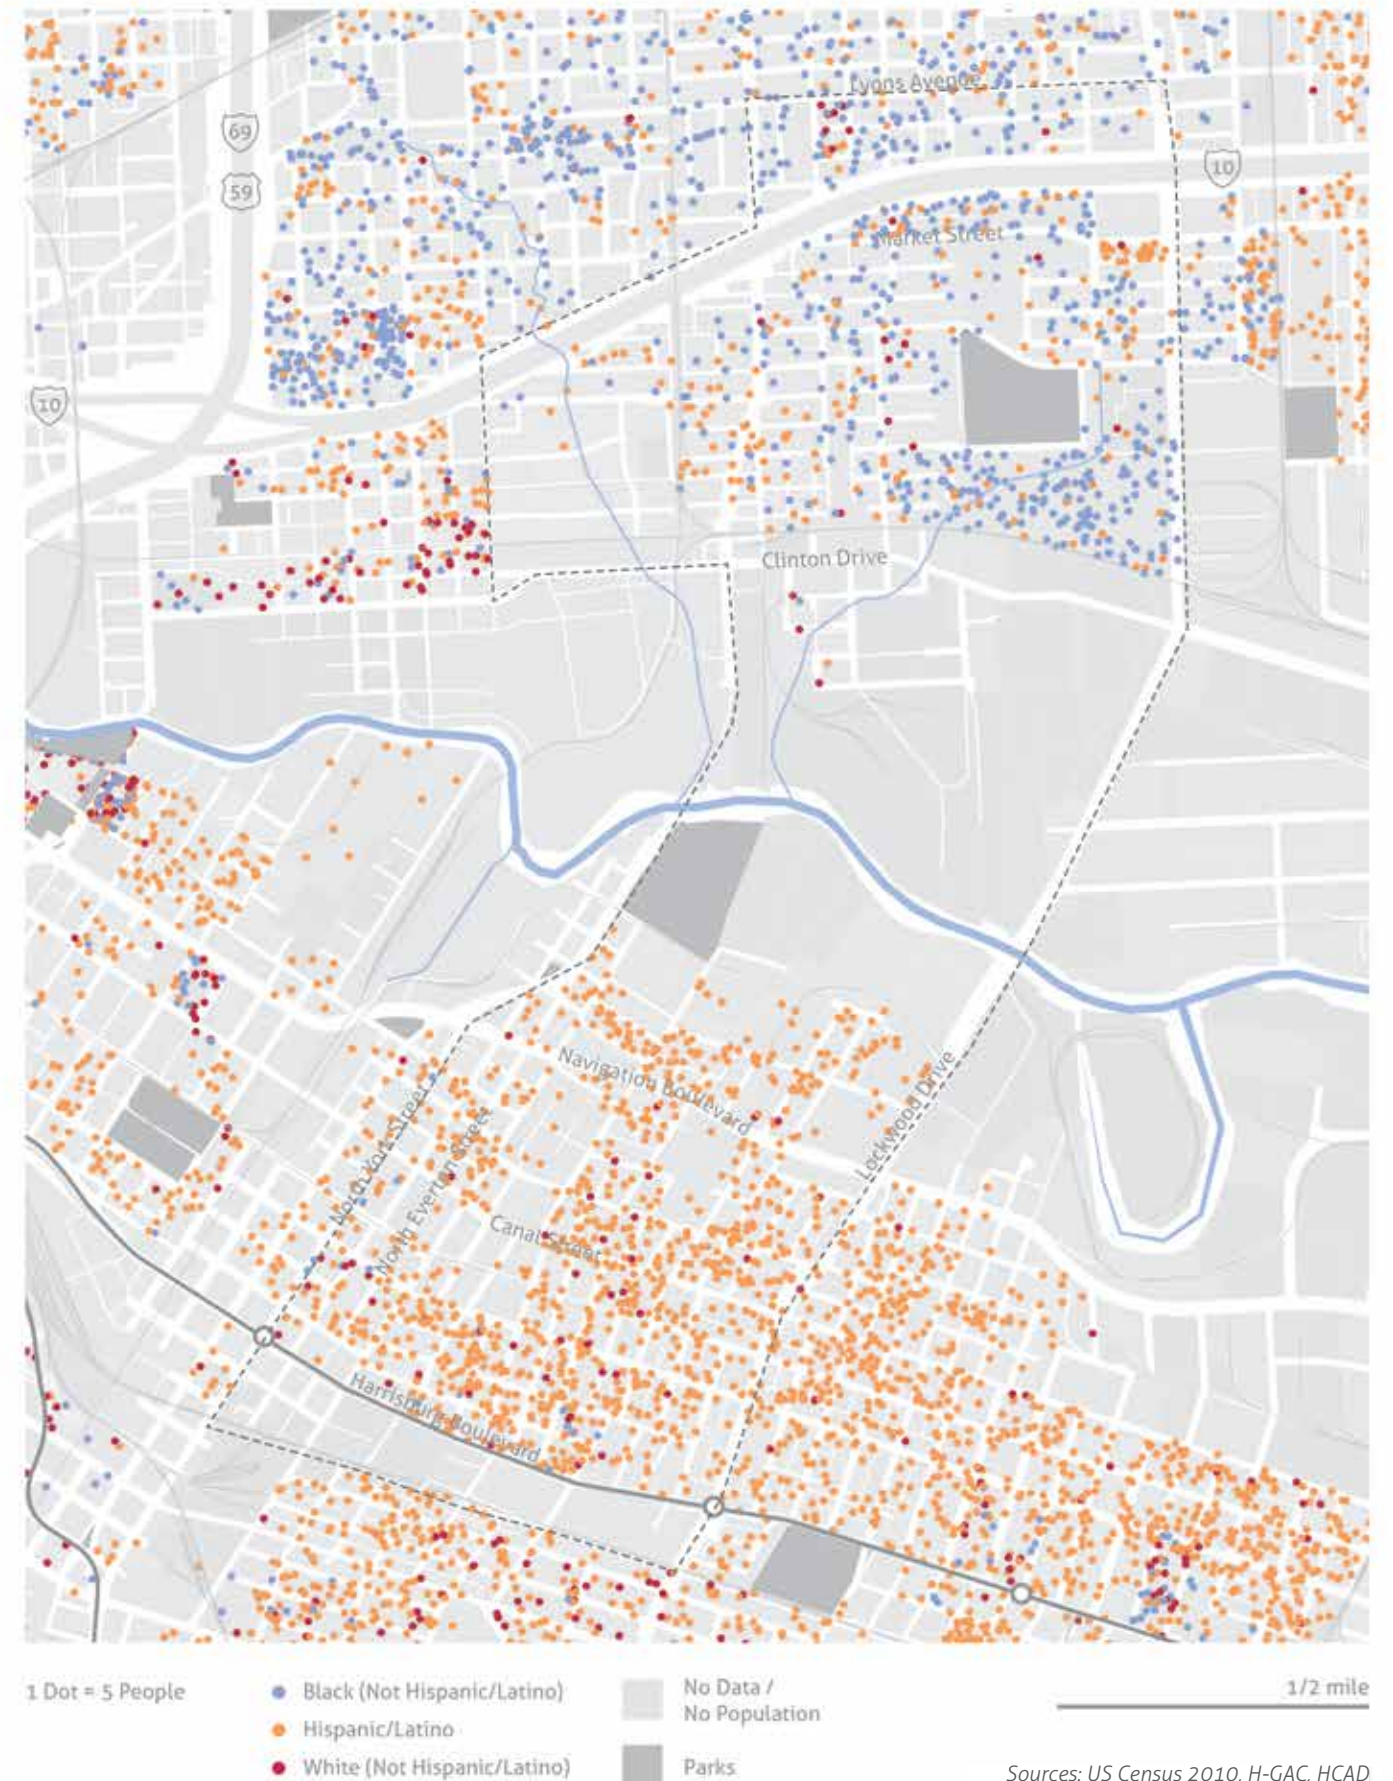 Lyons Avenue
69
59
10
Market Street
10
Clinton Drive
Navigation Boulevard
Lockwood Drive
North York Street
North Everton Street
Canal Street
Harrisburg Boulevard
1 Dot = 5 People
Black (Not Hispanic/Latino)
Hispanic/Latino
White (Not Hispanic/Latino)
No Data /
No Population
Parks
1/2 mile
Sources: US Census 2010, H-GAC, HCAD